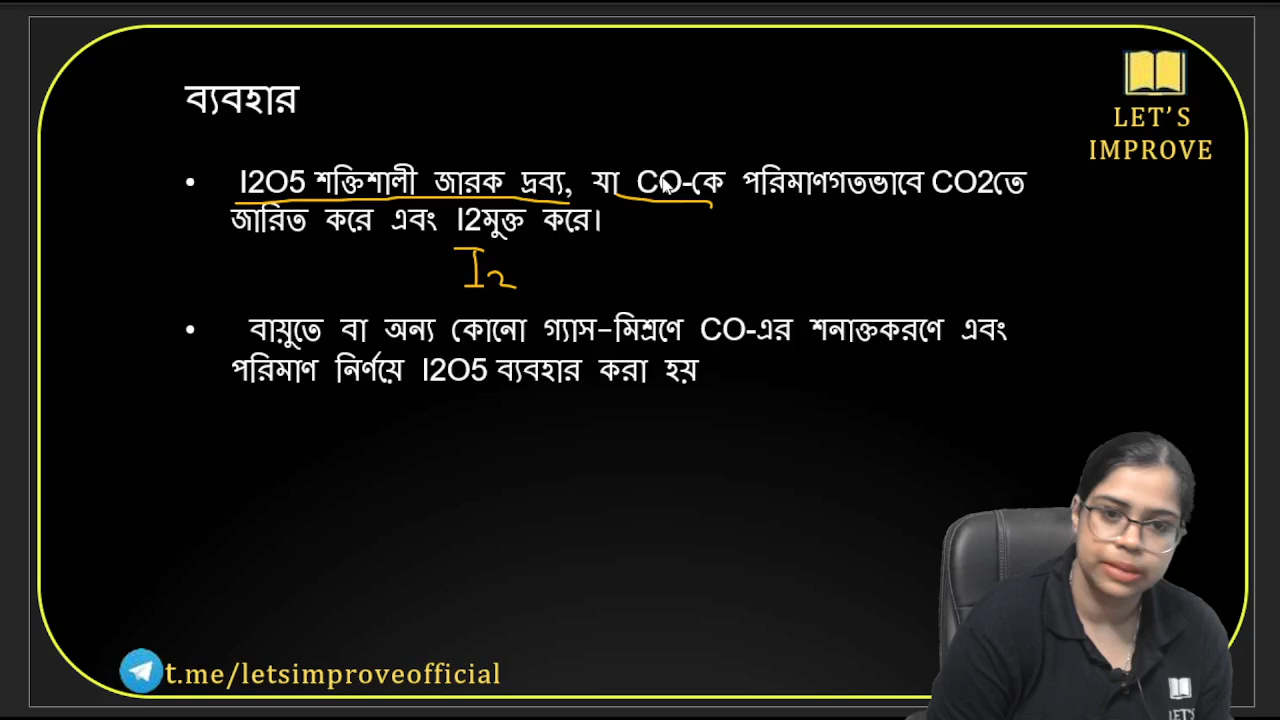 ব্যবহার
LET'S
IMPROVE
• I2O5 শক্তিশালী জারক দ্রব্য, যা CO-কে পরিমাণগতভাবে CO2তে
জারিত করে এবং I2মুক্ত করে।
I2
• বায়ুতে বা অন্য কোনো গ্যাস-মিশ্রণে CO-এর শনাক্তকরণে এবং
পরিমাণ নির্ণয়ে I2O5 ব্যবহার করা হয়
t.me/letsimproveofficial
LET'S